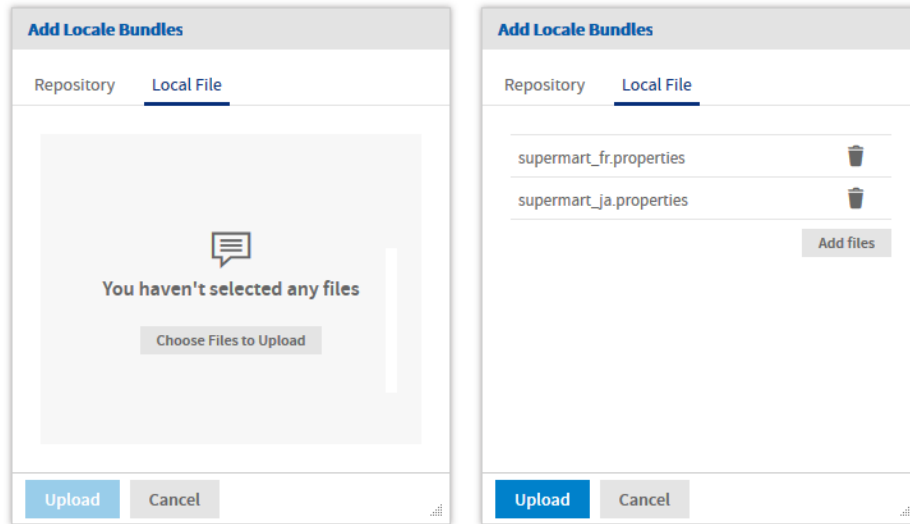 Add Locale Bundles
Repository Local File
You haven't selected any files
Choose Files to Upload
Upload Cancel
Add Locale Bundles
Repository Local File
supermart_fr.properties
supermart_ja.properties
Add files
Upload Cancel